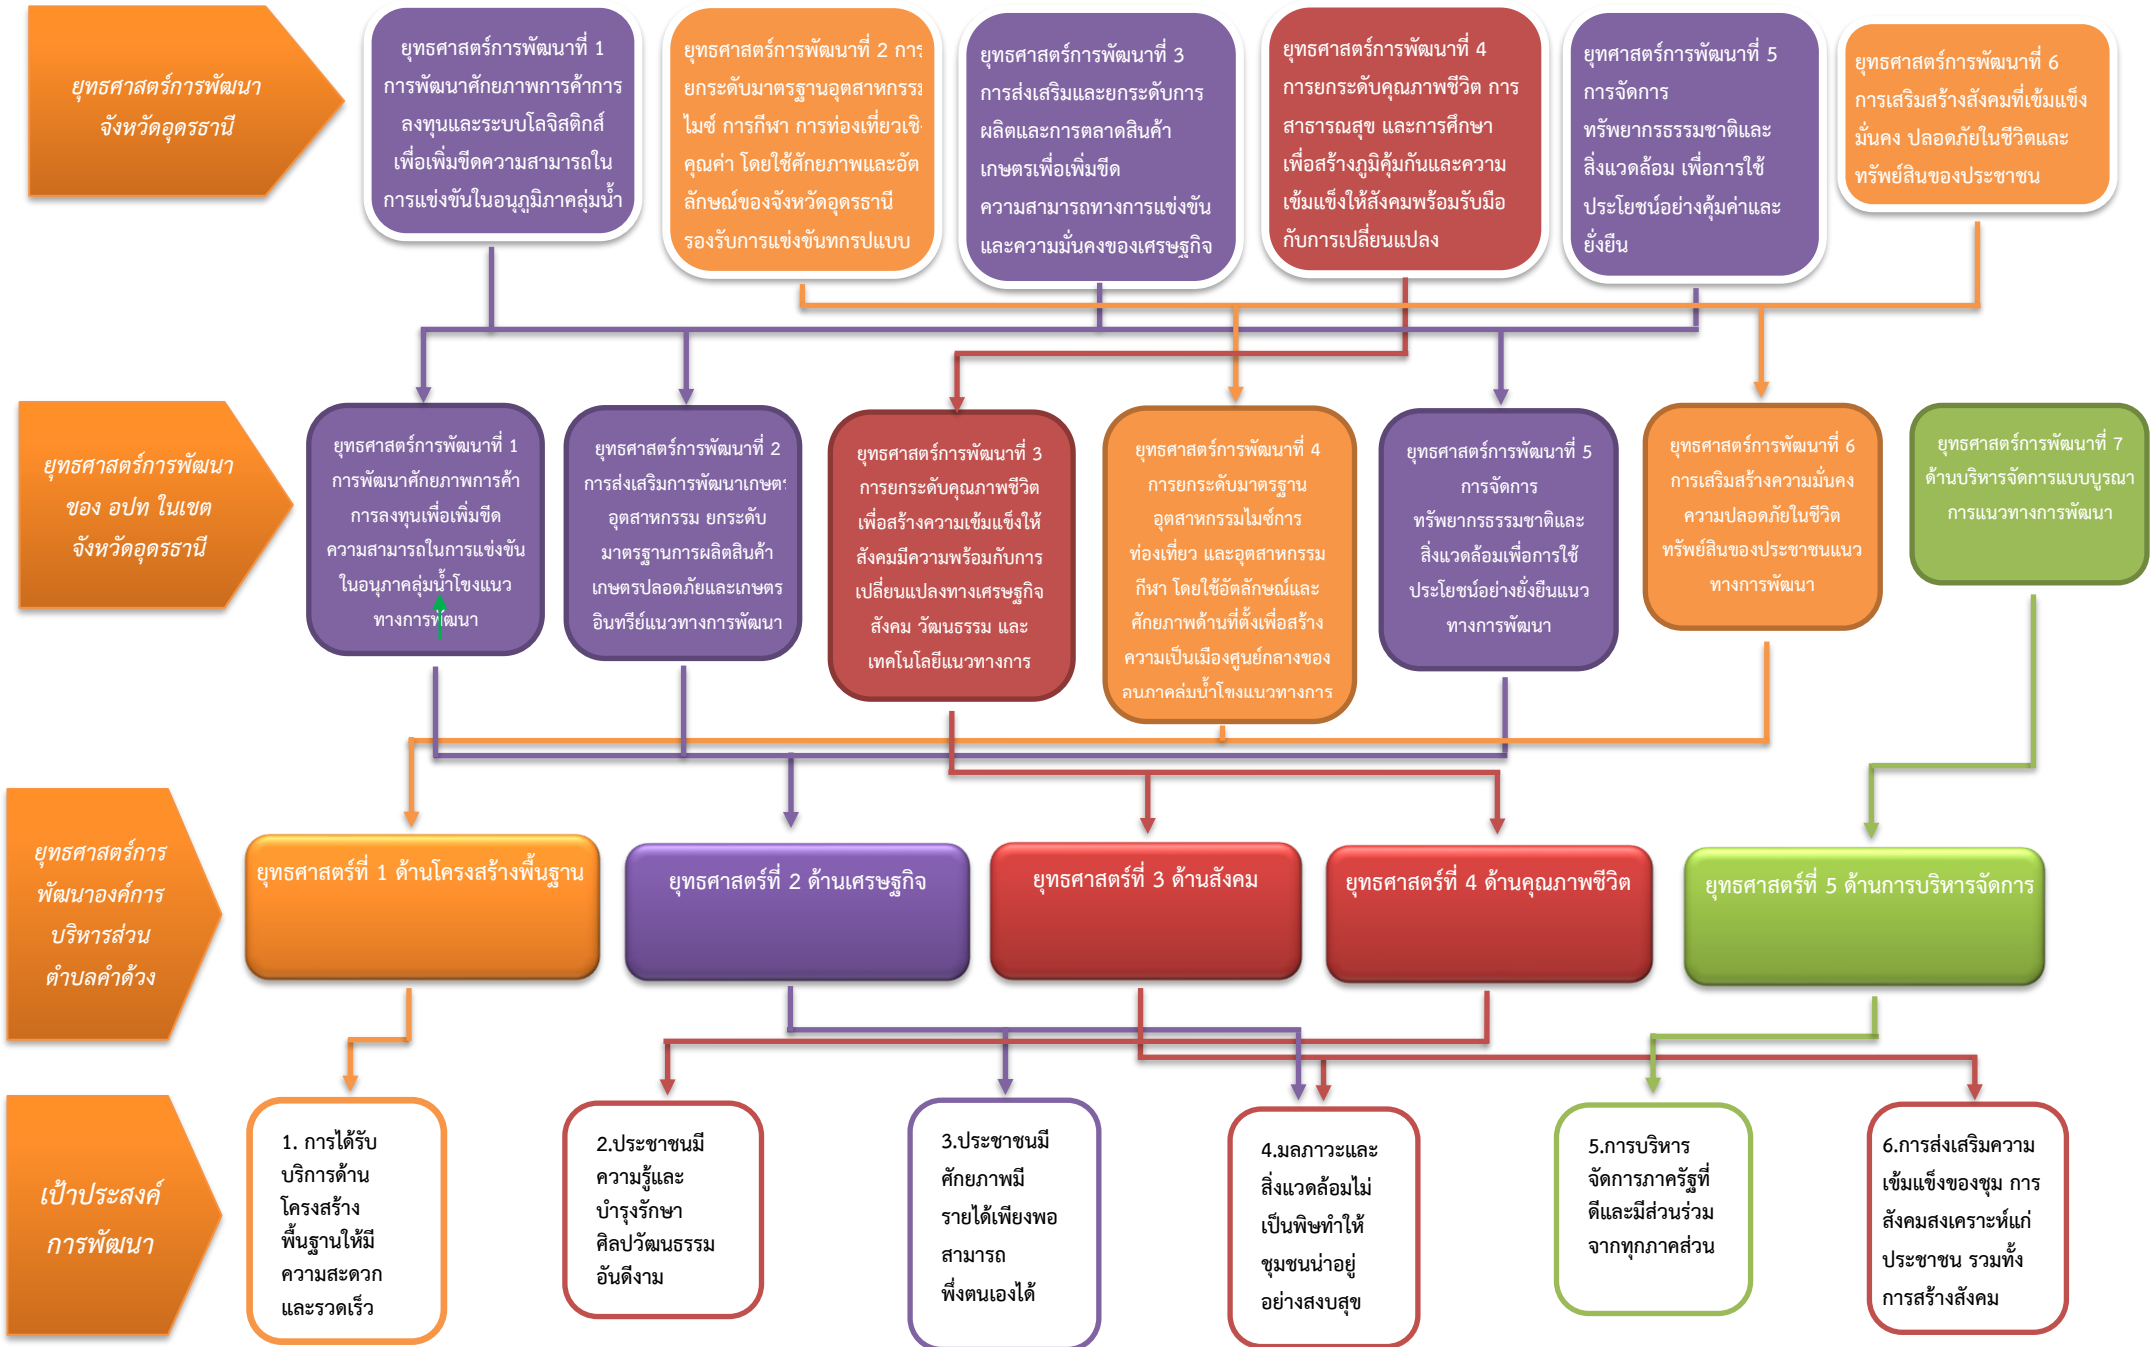 ยุทธศาสตร์การพัฒนา
จังหวัดอุดรธานี
ยุทธศาสตร์การพัฒนาที่ 1
การพัฒนาศักยภาพการค้าการ
ลงทุนและระบบโลจิสติกส์
เพื่อเพิ่มขีดความสามารถใน
การแข่งขันในอนุภูมิภาคลุ่มน้ำ
ยุทธศาสตร์การพัฒนาที่ 2 การ
ยกระดับมาตรฐานอุตสาหกรรม
ไมซ์ การกีฬา การท่องเที่ยวเชิง
คุณค่า โดยใช้ศักยภาพและอัต
ลักษณ์ของจังหวัดอุดรธานี
รองรับการแข่งขันทุกรูปแบบ
ยุทธศาสตร์การพัฒนาที่ 3
การส่งเสริมและยกระดับการ
ผลิตและการตลาดสินค้า
เกษตรเพื่อเพิ่มขีด
ความสามารถทางการแข่งขัน
และความมั่นคงของเศรษฐกิจ
ยุทธศาสตร์การพัฒนาที่ 4
การยกระดับคุณภาพชีวิต การ
สาธารณสุข และการศึกษา
เพื่อสร้างภูมิคุ้มกันและความ
เข้มแข็งให้สังคมพร้อมรับมือ
กับการเปลี่ยนแปลง
ยุทศาสตร์การพัฒนาที่ 5
การจัดการ
ทรัพยากรธรรมชาติและ
สิ่งแวดล้อม เพื่อการใช้
ประโยชน์อย่างคุ้มค่าและ
ยั่งยืน
ยุทธศาสตร์การพัฒนาที่ 6
การเสริมสร้างสังคมที่เข้มแข็ง
มั่นคง ปลอดภัยในชีวิตและ
ทรัพย์สินของประชาชน
ยุทธศาสตร์การพัฒนา
ของ อปท ในเขต
จังหวัดอุดรธานี
ยุทธศาสตร์การพัฒนาที่ 1
การพัฒนาศักยภาพการค้า
การลงทุนเพื่อเพิ่มขีด
ความสามารถในการแข่งขัน
ในอนุภาคลุ่มน้ำโขงแนว
ทางการพัฒนา
ยุทธศาสตร์การพัฒนาที่ 2
การส่งเสริมการพัฒนาเกษตร
อุตสาหกรรม ยกระดับ
มาตรฐานการผลิตสินค้า
เกษตรปลอดภัยและเกษตร
อินทรีย์แนวทางการพัฒนา
ยุทธศาสตร์การพัฒนาที่ 3
การยกระดับคุณภาพชีวิต
เพื่อสร้างความเข้มแข็งให้
สังคมมีความพร้อมกับการ
เปลี่ยนแปลงทางเศรษฐกิจ
สังคม วัฒนธรรม และ
เทคโนโลยีแนวทางการ
ยุทธศาสตร์การพัฒนาที่ 4
การยกระดับมาตรฐาน
อุตสาหกรรมไมซ์การ
ท่องเที่ยว และอุตสาหกรรม
กีฬา โดยใช้อัตลักษณ์และ
ศักยภาพด้านที่ตั้งเพื่อสร้าง
ความเป็นเมืองศูนย์กลางของ
อนุภาคลุ่มน้ำโขงแนวทางการ
ยุทธศาสตร์การพัฒนาที่ 5
การจัดการ
ทรัพยากรธรรมชาติและ
สิ่งแวดล้อมเพื่อการใช้
ประโยชน์อย่างยั่งยืนแนว
ทางการพัฒนา
ยุทธศาสตร์การพัฒนาที่ 6
การเสริมสร้างความมั่นคง
ความปลอดภัยในชีวิต
ทรัพย์สินของประชาชนแนว
ทางการพัฒนา
ยุทธศาสตร์การพัฒนาที่ 7
ด้านบริหารจัดการแบบบูรณา
การแนวทางการพัฒนา
ยุทธศาสตร์การ
พัฒนาองค์การ
บริหารส่วน
ตำบลคำด้วง
ยุทธศาสตร์ที่ 1 ด้านโครงสร้างพื้นฐาน
ยุทธศาสตร์ที่ 2 ด้านเศรษฐกิจ
ยุทธศาสตร์ที่ 3 ด้านสังคม
ยุทธศาสตร์ที่ 4 ด้านคุณภาพชีวิต
ยุทธศาสตร์ที่ 5 ด้านการบริหารจัดการ
เป้าประสงค์
การพัฒนา
1. การได้รับ
บริการด้าน
โครงสร้าง
พื้นฐานให้มี
ความสะดวก
และรวดเร็ว
2.ประชาชนมี
ความรู้และ
บำรุงรักษา
ศิลปวัฒนธรรม
อันดีงาม
3.ประชาชนมี
ศักยภาพมี
รายได้เพียงพอ
สามารถ
พึ่งตนเองได้
4.มลภาวะและ
สิ่งแวดล้อมไม่
เป็นพิษทำให้
ชุมชนน่าอยู่
อย่างสงบสุข
5.การบริหาร
จัดการภาครัฐที่
ดีและมีส่วนร่วม
จากทุกภาคส่วน
6.การส่งเสริมความ
เข้มแข็งของชุม การ
สังคมสงเคราะห์แก่
ประชาชน รวมทั้ง
การสร้างสังคม